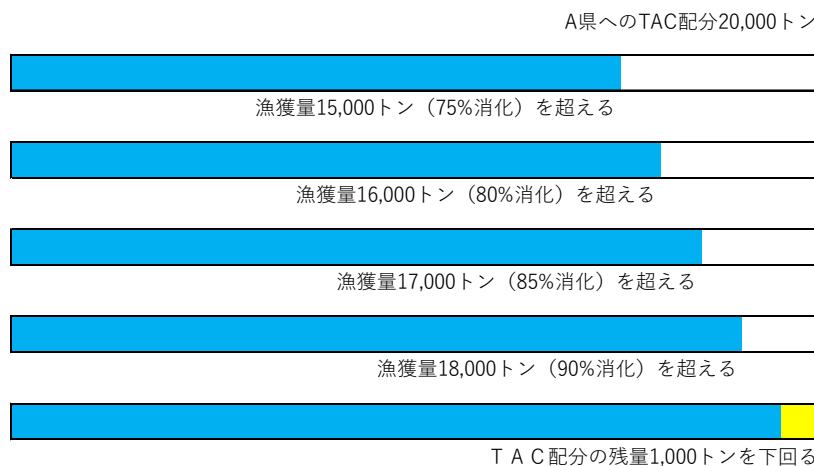 A県へのTAC配分20,000トン
漁獲量15,000トン（75%消化）を超える
漁獲量16,000トン（80%消化）を超える
漁獲量17,000トン（85%消化）を超える
漁獲量18,000トン（90%消化）を超える
ＴＡＣ配分の残量1,000トンを下回る